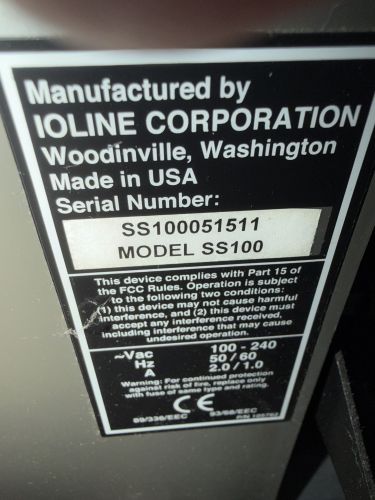 Manufactured by
IOLINE CORPORATION
Woodinville, Washington
Made in USA
Serial Number:
SS100051511
MODEL SS100
This device complies with Part 15 of
the FCC Rules. Operation is subject
to the following two conditions:
(1) this device may not cause harmful
interference, and (2) this device must
accept any interference received,
including interference that may cause
undesired operation.
~Vac 100 - 240
Hz 50 / 60
A 2.0 / 1.0
Warning: For continued protection
against risk of fire, replace only
with fuse of same type and rating.
CE
89/336/EEC 93/68/EEC
P/N